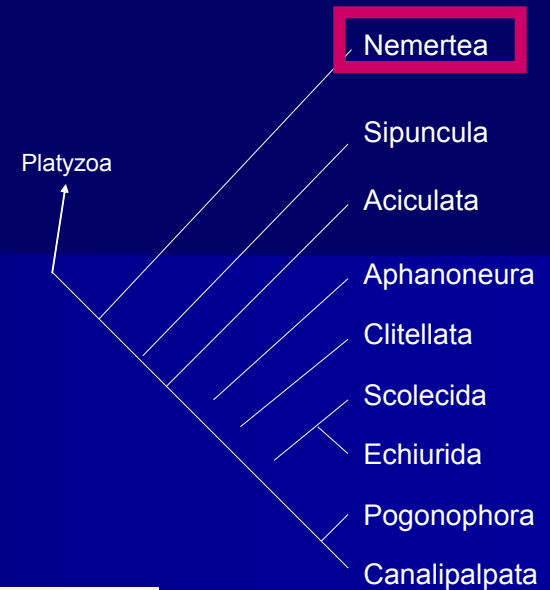 Nemertea
Sipuncula
Platyzoa
Aciculata
Aphanoneura
Clitellata
Scolecida
Echiurida
Pogonophora
Canalipalpata